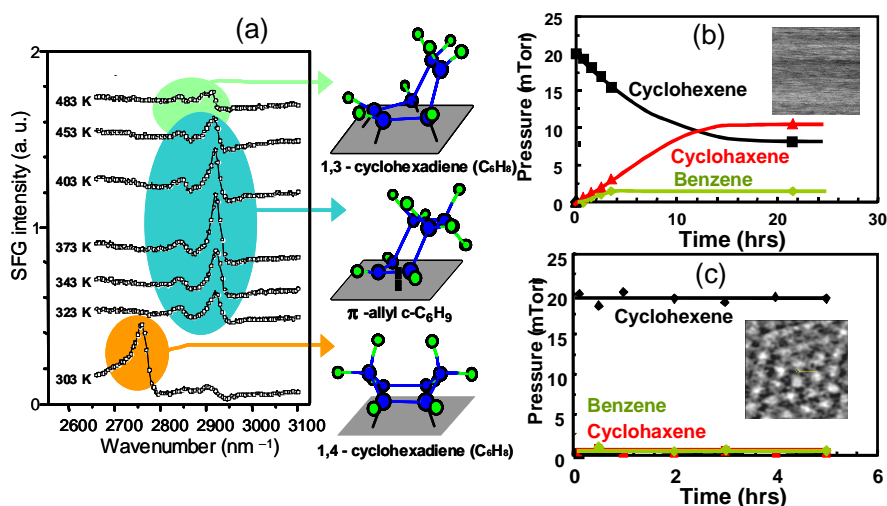 (a)
SFG intensity (a. u.)
2
1
0
483 K
453 K
403 K
373 K
343 K
323 K
303 K
2600 2700 2800 2900 3000 3100
Wavenumber (nm ⁻¹)
1,3 - cyclohexadiene (C₆H₈)
π -allyl c-C₆H₉
1,4 - cyclohexadiene (C₆H₈)
(b)
Pressure (mTorr)
25
20
15
10
5
0
Cyclohexene
Cyclohaxene
Benzene
0 10 20 30
Time (hrs)
(c)
Pressure (mTorr)
25
20
15
10
5
0
Cyclohexene
Benzene
Cyclohaxene
0 2 4 6
Time (hrs)